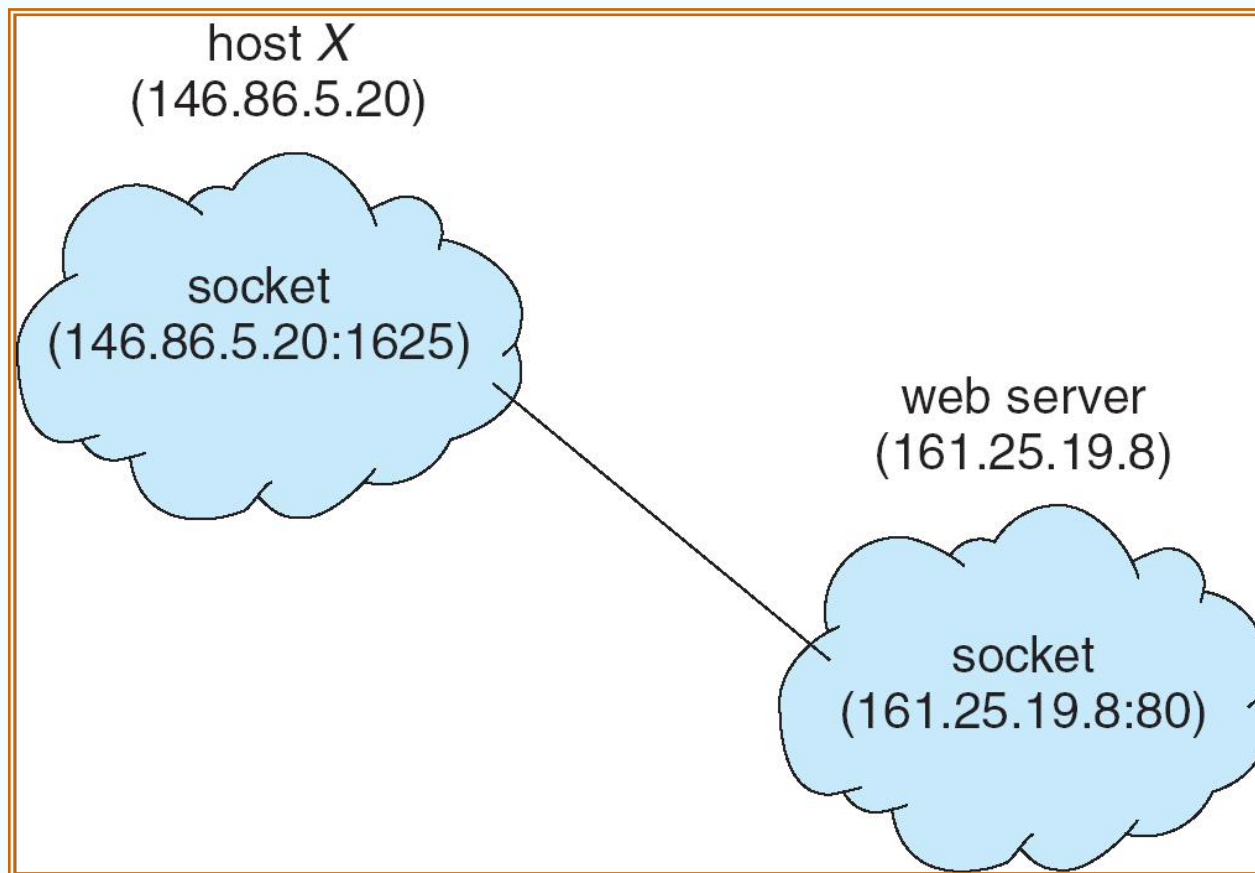 host X
(146.86.5.20)
socket
(146.86.5.20:1625)
web server
(161.25.19.8)
socket
(161.25.19.8:80)